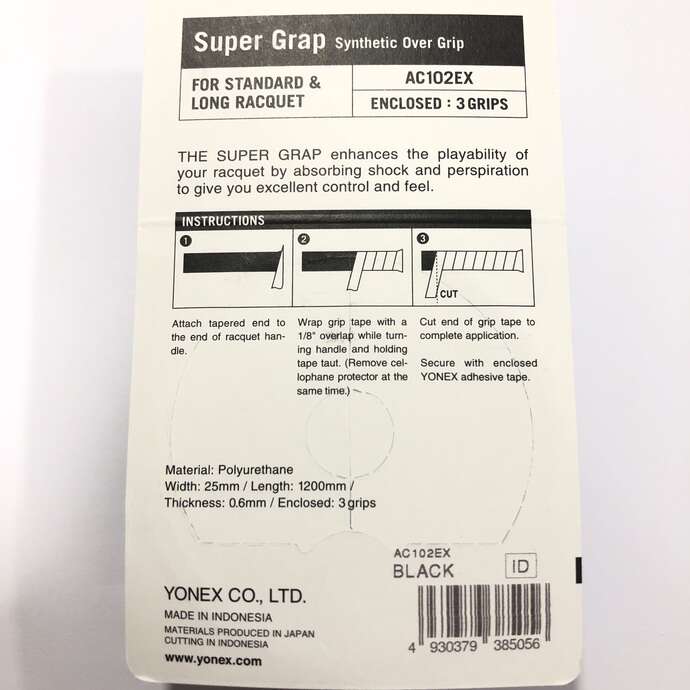 Super Grap Synthetic Over Grip
FOR STANDARD &
LONG RACQUET
AC102EX
ENCLOSED : 3 GRIPS
THE SUPER GRAP enhances the playability of
your racquet by absorbing shock and perspiration
to give you excellent control and feel.
INSTRUCTIONS
1
2
3
CUT
Attach tapered end to
the end of racquet han-
dle.
Wrap grip tape with a
1/8" overlap while turn-
ing handle and holding
tape taut. (Remove cel-
lophane protector at the
same time.)
Cut end of grip tape to
complete application.
Secure with enclosed
YONEX adhesive tape.
Material: Polyurethane
Width: 25mm / Length: 1200mm /
Thickness: 0.6mm / Enclosed: 3 grips
AC102EX
BLACK
ID
YONEX CO., LTD.
MADE IN INDONESIA
MATERIALS PRODUCED IN JAPAN
CUTTING IN INDONESIA
www.yonex.com
4 930379 385056